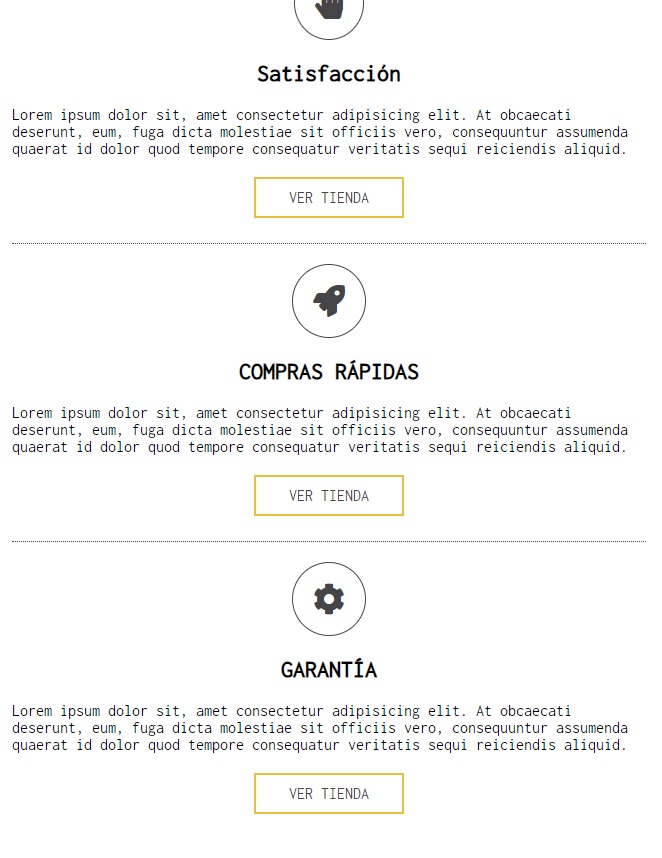 Satisfacción
Lorem ipsum dolor sit, amet consectetur adipisicing elit. At obcaecati
deserunt, eum, fuga dicta molestiae sit officiis vero, consequuntur assumenda
quaerat id dolor quod tempore consequatur veritatis sequi reiciendis aliquid.
VER TIENDA
COMPRAS RÁPIDAS
Lorem ipsum dolor sit, amet consectetur adipisicing elit. At obcaecati
deserunt, eum, fuga dicta molestiae sit officiis vero, consequuntur assumenda
quaerat id dolor quod tempore consequatur veritatis sequi reiciendis aliquid.
VER TIENDA
GARANTÍA
Lorem ipsum dolor sit, amet consectetur adipisicing elit. At obcaecati
deserunt, eum, fuga dicta molestiae sit officiis vero, consequuntur assumenda
quaerat id dolor quod tempore consequatur veritatis sequi reiciendis aliquid.
VER TIENDA